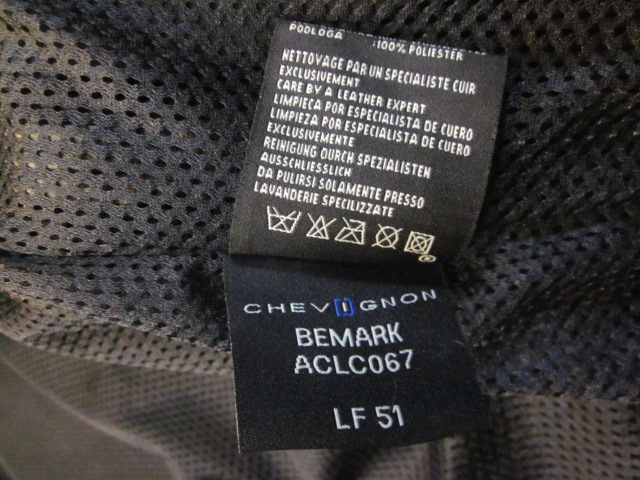 PODLOGA :100% POLIESTER
NETTOYAGE PAR UN SPECIALISTE CUIR
EXCLUSIVEMENT
CARE BY A LEATHER EXPERT
LIMPIECA POR ESPECIALISTA DE CUERO
LIMPIEZA POR ESPECIALISTA DE CUERO
EXCLUSIVEMENTE
REINIGUNG DURCH SPEZIALISTEN
AUSSCHLIESSLICH
DA PULIRSI SOLAMENTE PRESSO
LAVANDERIE SPECILIZZATE
®
CHEVIGNON
BEMARK
ACLC067
LF 51